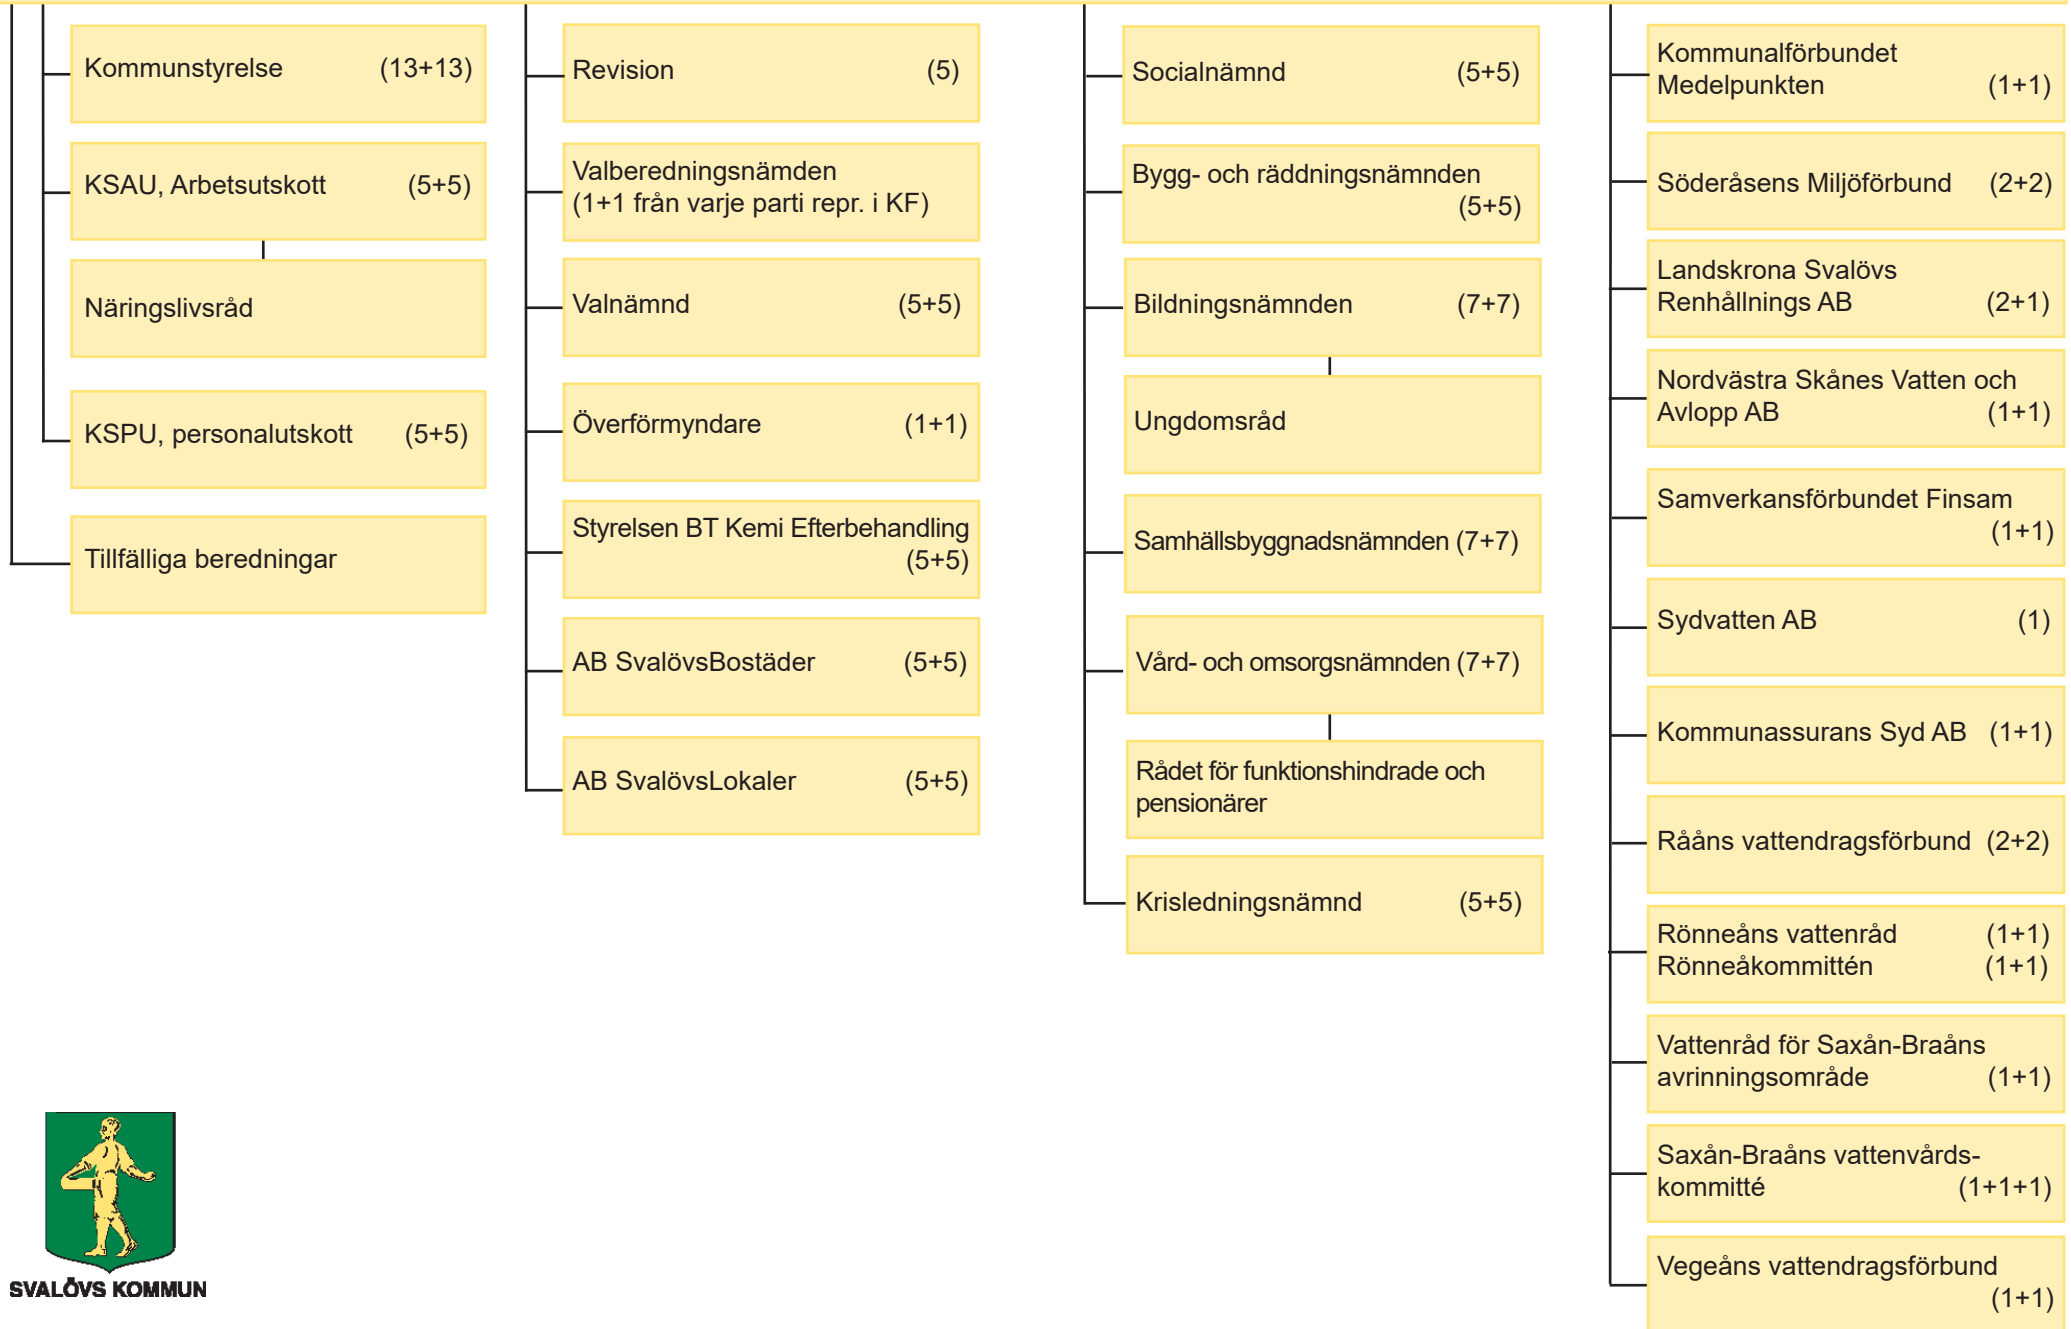 Kommunstyrelse (13+13)
KSAU, Arbetsutskott (5+5)
Näringslivsråd
KSPU, personalutskott (5+5)
Tillfälliga beredningar
Revision (5)
Valberedningsnämden
(1+1 från varje parti repr. i KF)
Valnämnd (5+5)
Överförmyndare (1+1)
Styrelsen BT Kemi Efterbehandling
(5+5)
AB SvalövsBostäder (5+5)
AB SvalövsLokaler (5+5)
Socialnämnd (5+5)
Bygg- och räddningsnämnden
(5+5)
Bildningsnämnden (7+7)
Ungdomsråd
Samhällsbyggnadsnämnden (7+7)
Vård- och omsorgsnämnden (7+7)
Rådet för funktionshindrade och
pensionärer
Krisledningsnämnd (5+5)
Kommunalförbundet
Medelpunkten (1+1)
Söderåsens Miljöförbund (2+2)
Landskrona Svalövs
Renhållnings AB (2+1)
Nordvästra Skånes Vatten och
Avlopp AB (1+1)
Samverkansförbundet Finsam
(1+1)
Sydvatten AB (1)
Kommunassurans Syd AB (1+1)
Rååns vattendragsförbund (2+2)
Rönneåns vattenråd (1+1)
Rönneåkommittén (1+1)
Vattenråd för Saxån-Braåns
avrinningsområde (1+1)
Saxån-Braåns vattenvårds-
kommitté (1+1+1)
Vegeåns vattendragsförbund
(1+1)
SVALÖVS KOMMUN